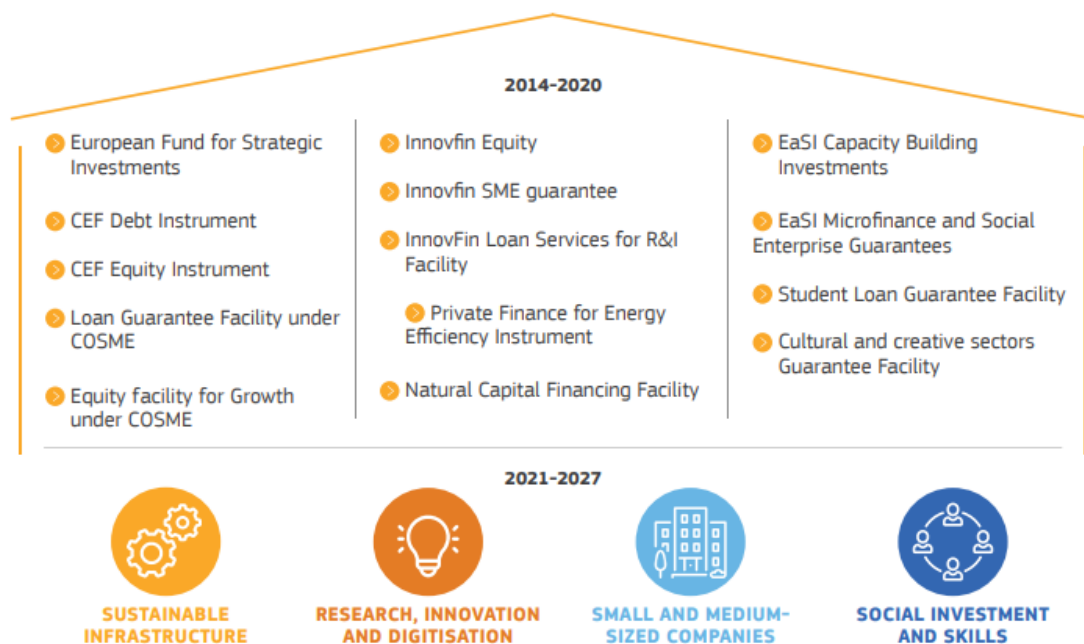 2014-2020
European Fund for Strategic
Investments
CEF Debt Instrument
CEF Equity Instrument
Loan Guarantee Facility under
COSME
Equity facility for Growth
under COSME
Innovfin Equity
Innovfin SME guarantee
InnovFin Loan Services for R&I
Facility
Private Finance for Energy
Efficiency Instrument
Natural Capital Financing Facility
EaSI Capacity Building
Investments
EaSI Microfinance and Social
Enterprise Guarantees
Student Loan Guarantee Facility
Cultural and creative sectors
Guarantee Facility
2021-2027
SUSTAINABLE
INFRASTRUCTURE
RESEARCH, INNOVATION
AND DIGITISATION
SMALL AND MEDIUM-
SIZED COMPANIES
SOCIAL INVESTMENT
AND SKILLS